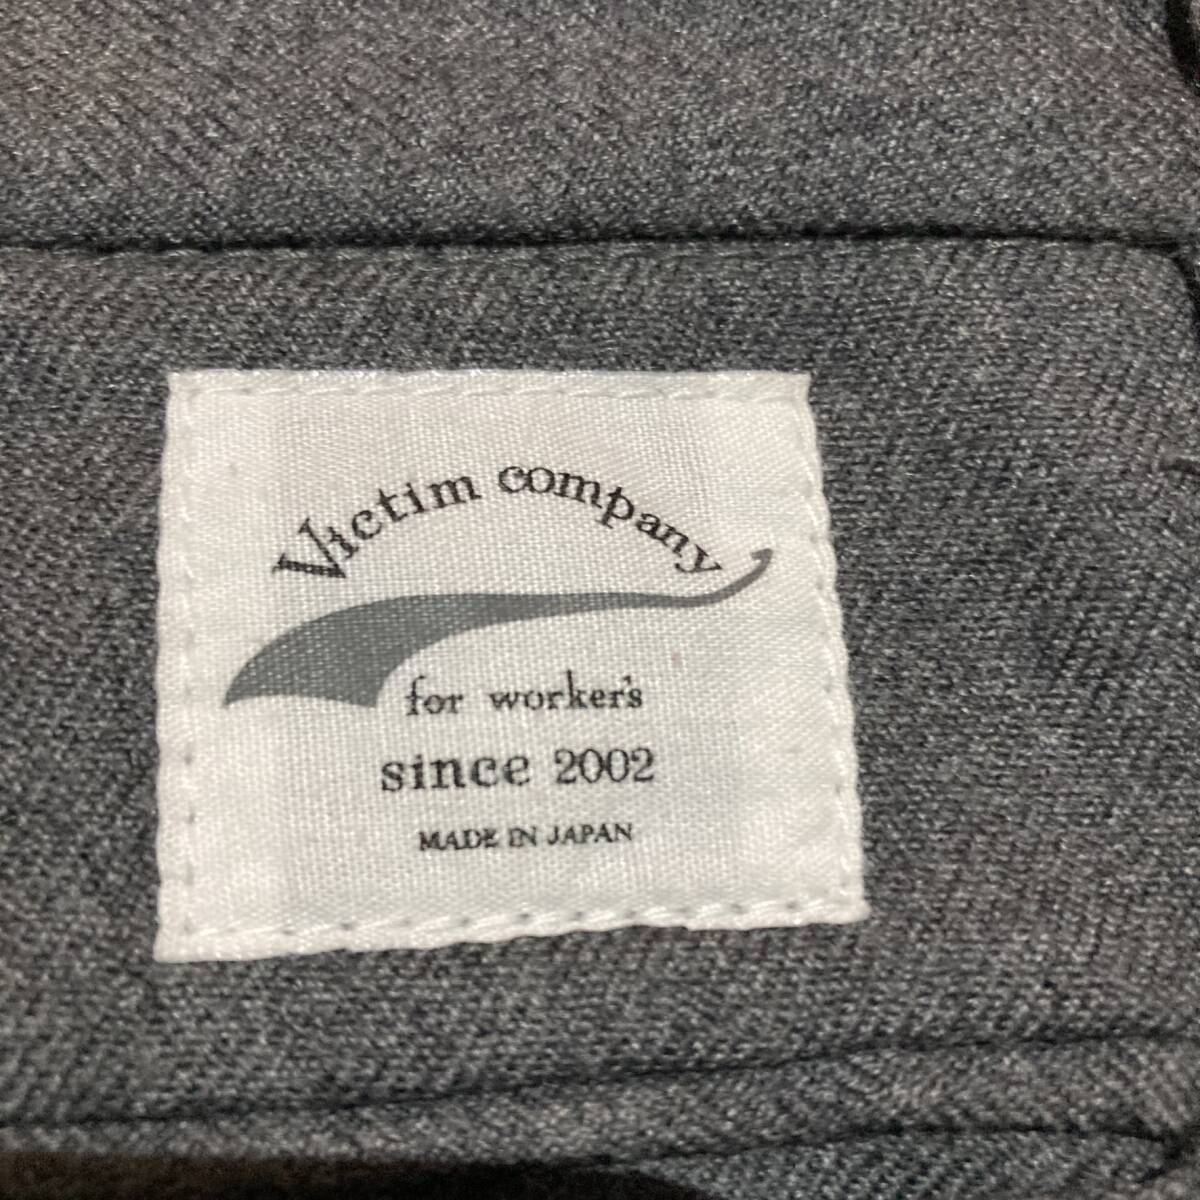 Victim company
for worker's
since 2002
MADE IN JAPAN